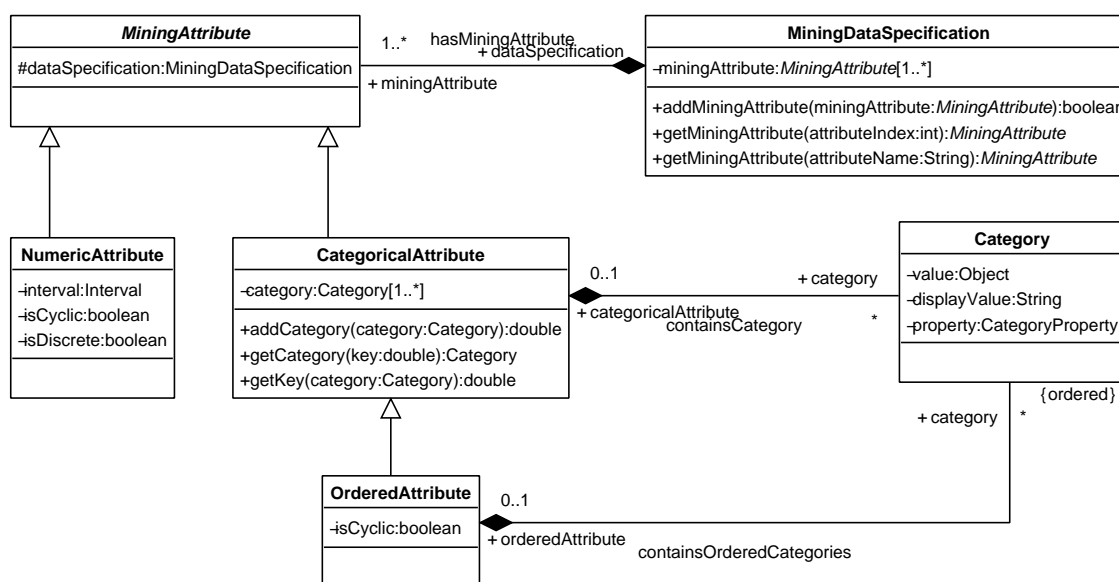 MiningAttribute
#dataSpecification:MiningDataSpecification
1..*
hasMiningAttribute
+ dataSpecification
+ miningAttribute
MiningDataSpecification
-miningAttribute:MiningAttribute[1..*]
+addMiningAttribute(miningAttribute:MiningAttribute):boolean
+getMiningAttribute(attributeIndex:int):MiningAttribute
+getMiningAttribute(attributeName:String):MiningAttribute
NumericAttribute
-interval:Interval
-isCyclic:boolean
-isDiscrete:boolean
CategoricalAttribute
-category:Category[1..*]
+addCategory(category:Category):double
+getCategory(key:double):Category
+getKey(category:Category):double
0..1
+ categoricalAttribute
containsCategory
+ category
*
Category
-value:Object
-displayValue:String
-property:CategoryProperty
{ordered}
+ category
*
OrderedAttribute
-isCyclic:boolean
0..1
+ orderedAttribute
containsOrderedCategories